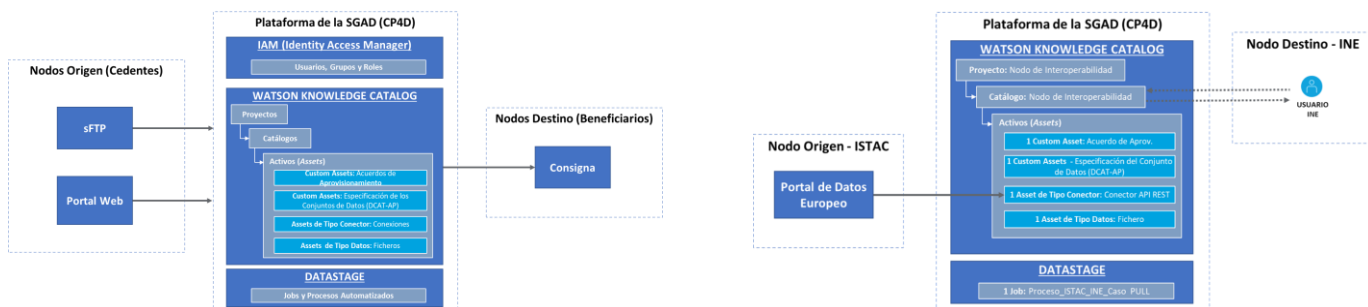 Plataforma de la SGAD (CP4D)
IAM (Identity Access Manager)
Usuarios, Grupos y Roles
Nodos Origen (Cedentes)
sFTP
Portal Web
WATSON KNOWLEDGE CATALOG
Proyectos
Catálogos
Activos (Assets)
Custom Assets: Acuerdos de
Aprovisionamiento
Custom Assets: Especificación de los
Conjuntos de Datos (DCAT-AP)
Assets de Tipo Conector: Conexiones
Assets de Tipo Datos: Ficheros
DATASTAGE
Jobs y Procesos Automatizados
Nodos Destino (Beneficiarios)
Consigna
Plataforma de la SGAD (CP4D)
WATSON KNOWLEDGE CATALOG
Proyecto: Nodo de Interoperabilidad
Catálogo: Nodo de Interoperabilidad
Activos (Assets)
1 Custom Asset: Acuerdo de Aprov.
1 Custom Assets - Especificación del Conjunto
de Datos (DCAT-AP)
1 Asset de Tipo Conector: Conector API REST
1 Asset de Tipo Datos: Fichero
DATASTAGE
1 Job: Proceso_ISTAC_INE_Caso PULL
Nodo Origen - ISTAC
Portal de Datos
Europeo
Nodo Destino - INE
USUARIO
INE